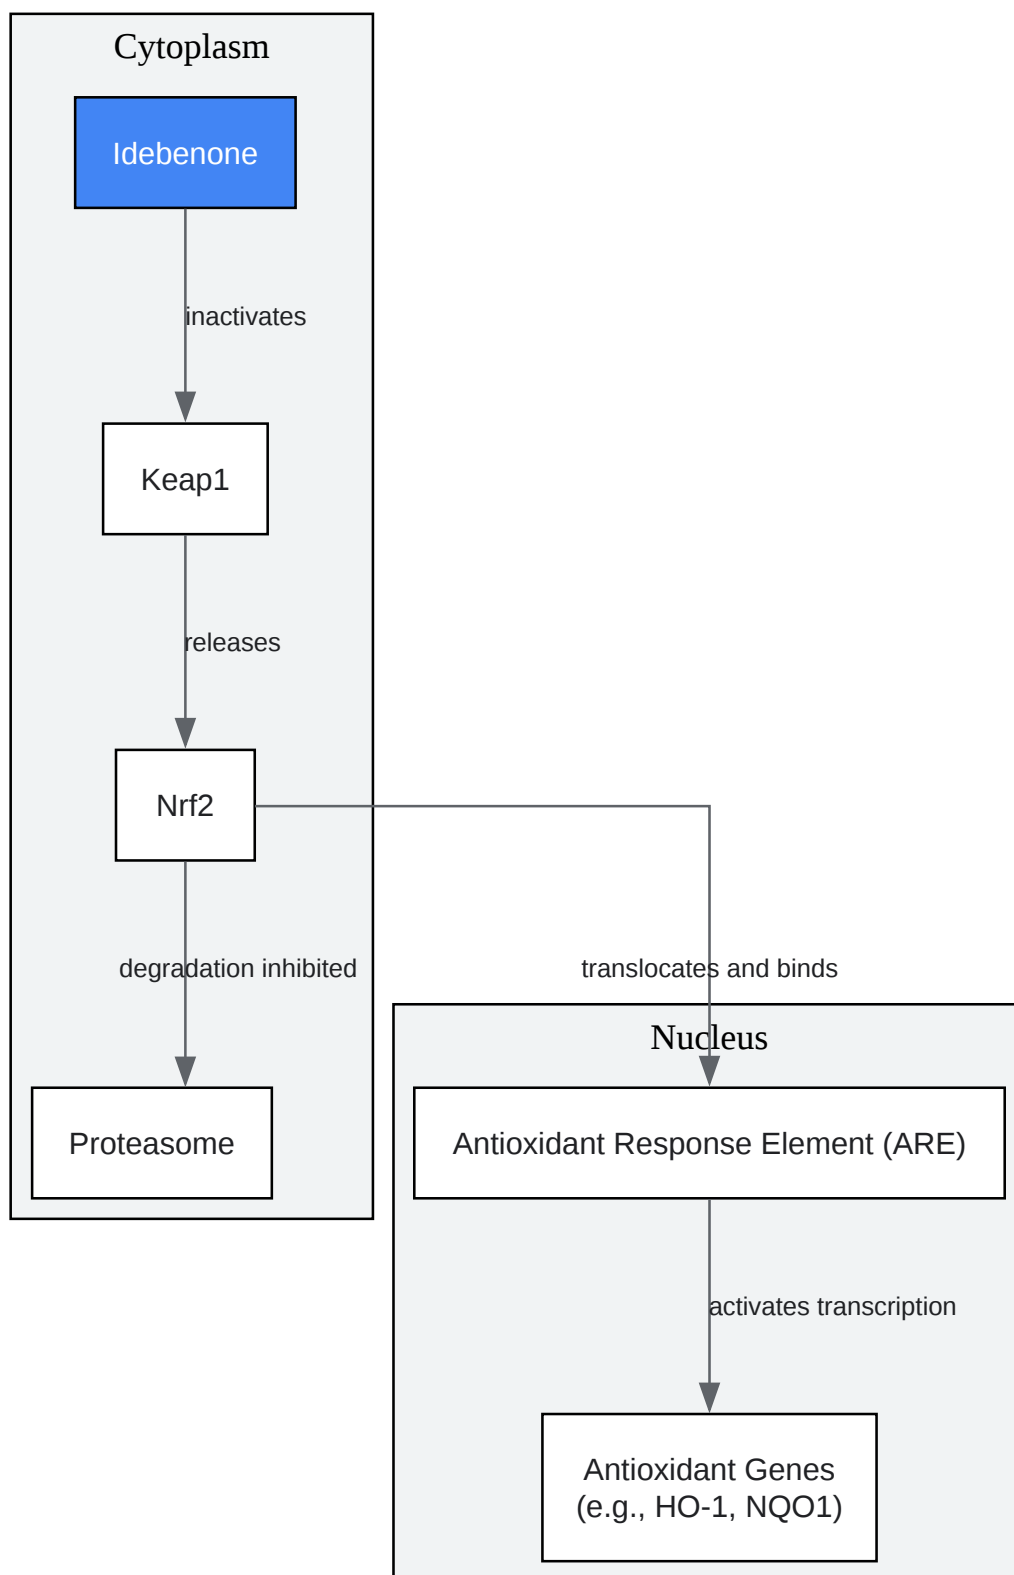 Cytoplasm
Idebenone
inactivates
Keap1
releases
Nrf2
degradation inhibited
translocates and binds
Nucleus
Proteasome
Antioxidant Response Element (ARE)
activates transcription
Antioxidant Genes
(e.g., HO-1, NQO1)